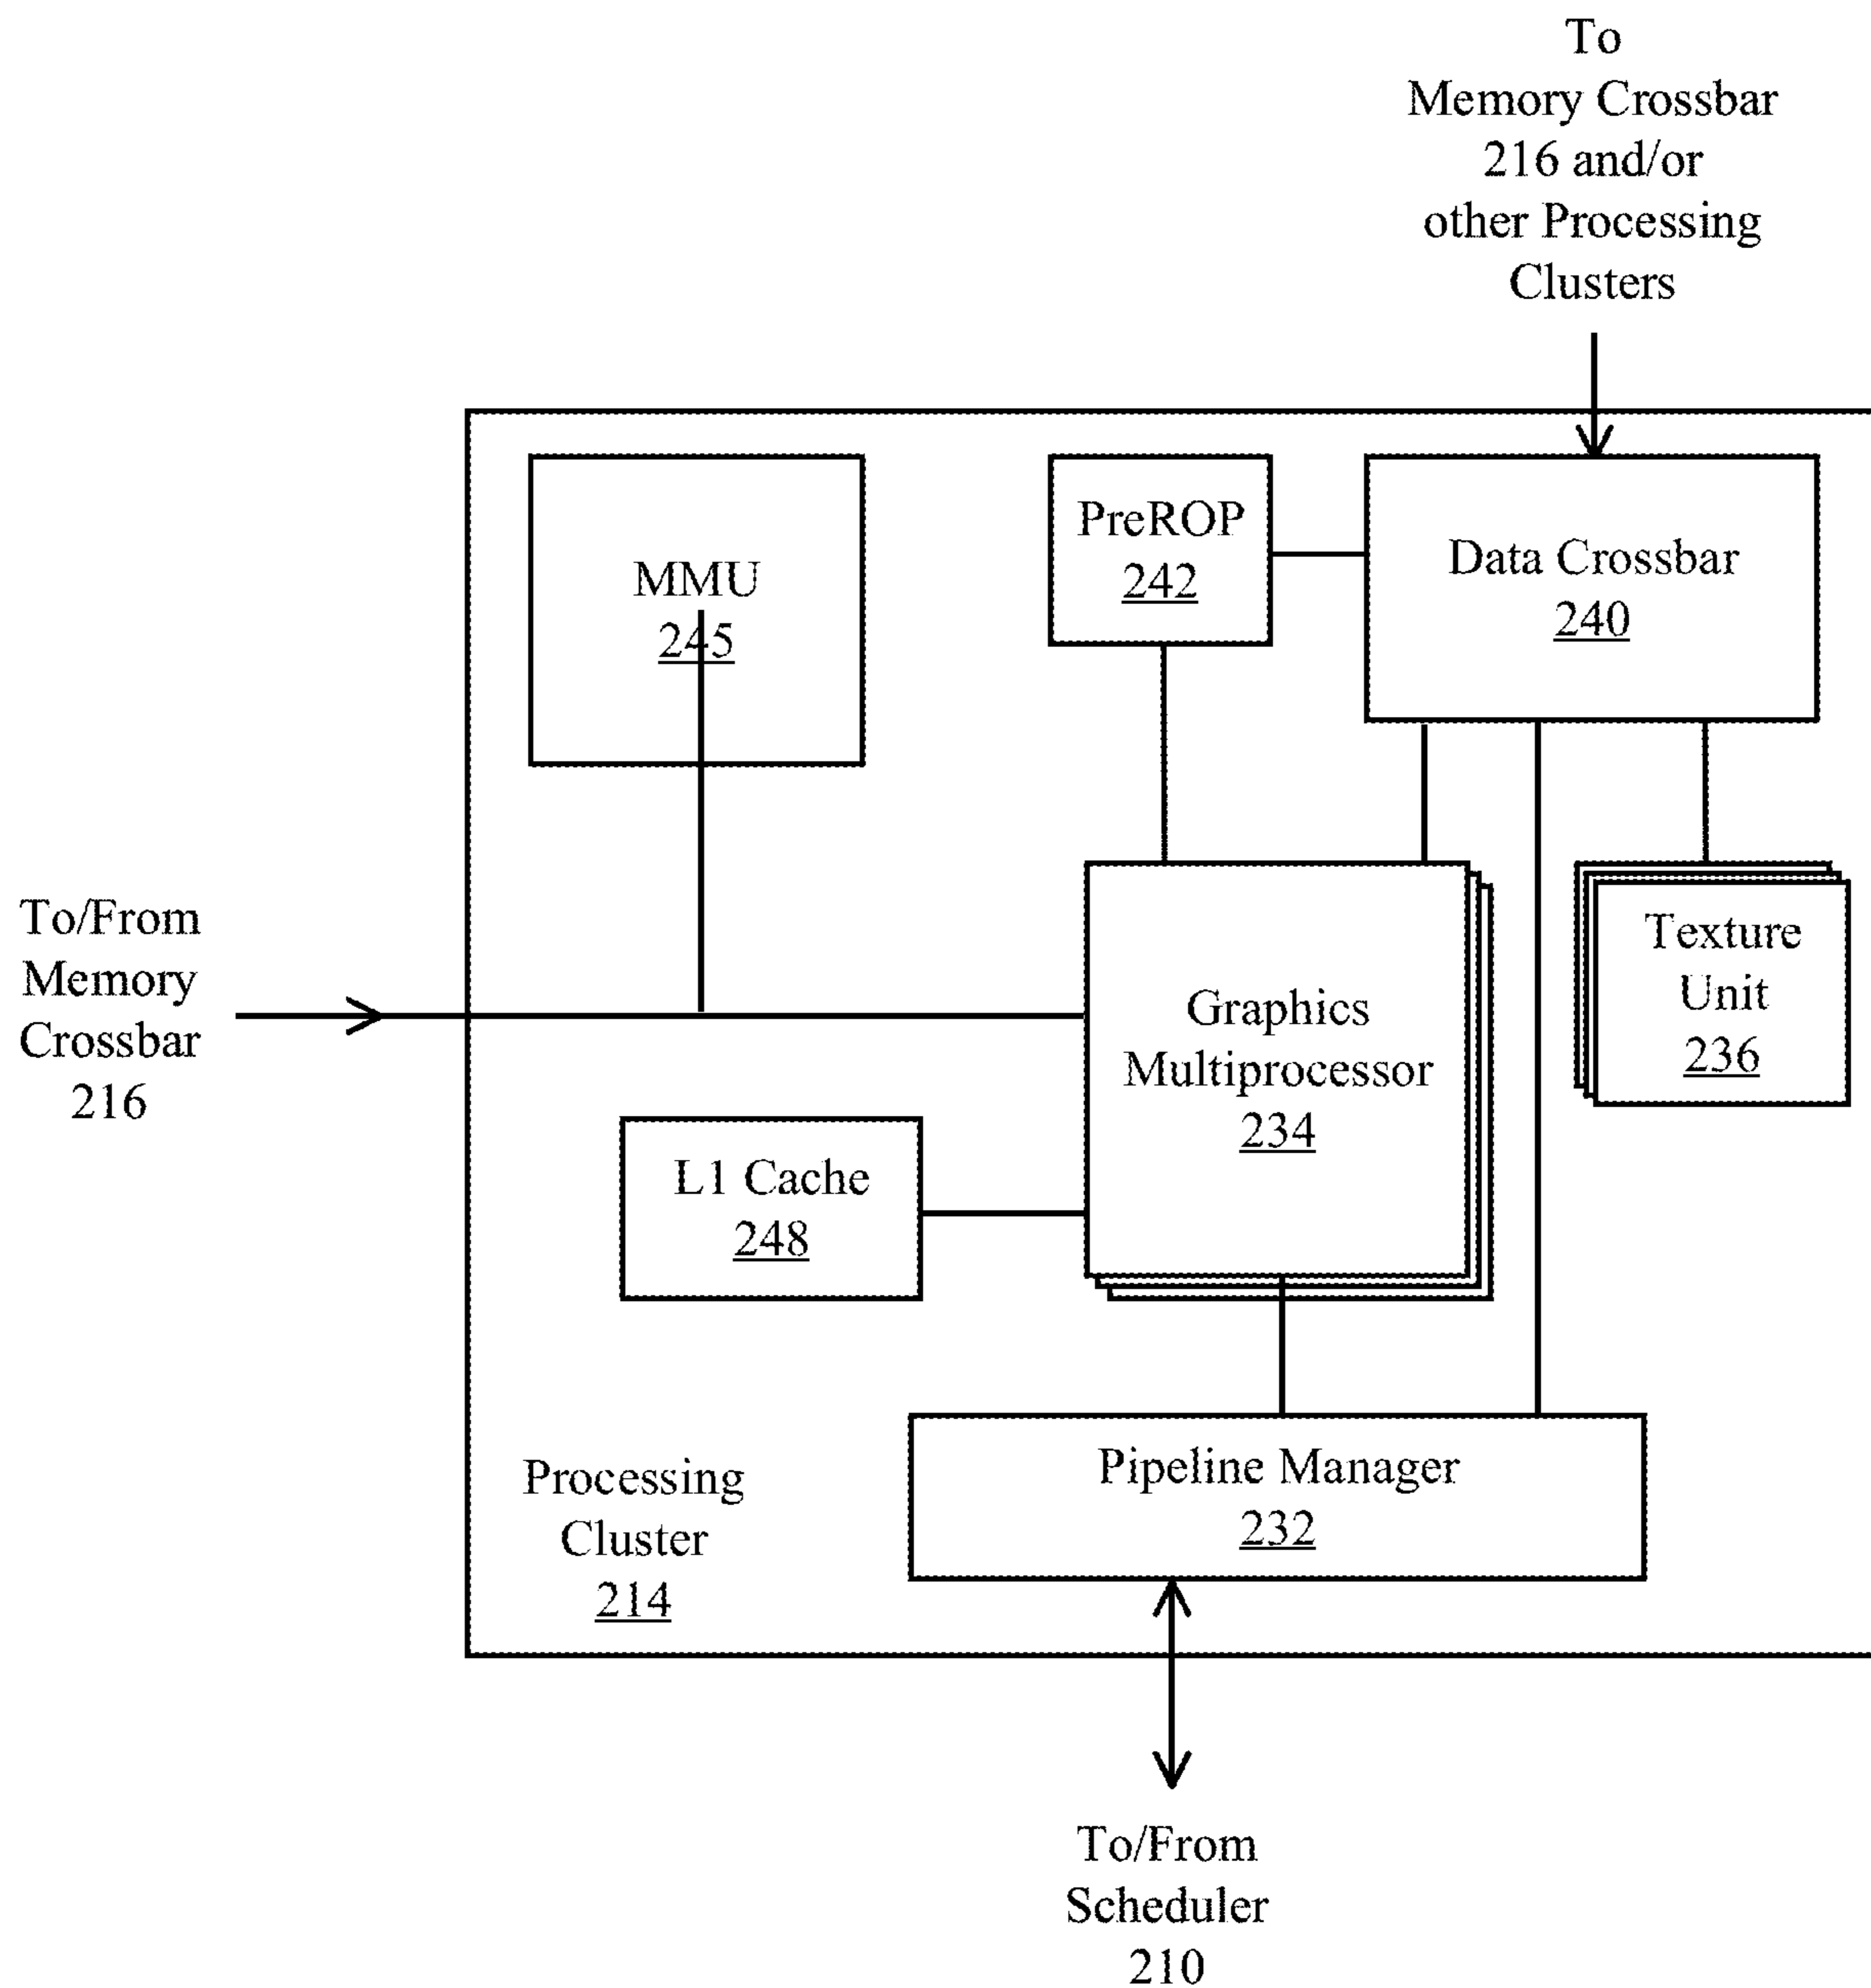 To
Memory Crossbar
216 and/or
other Processing
Clusters
MMU
245
PreROP
242
Data Crossbar
240
To/From
Memory
Crossbar
216
Graphics
Multiprocessor
234
Texture
Unit
236
L1 Cache
248
Pipeline Manager
232
Processing
Cluster
214
To/From
Scheduler
210